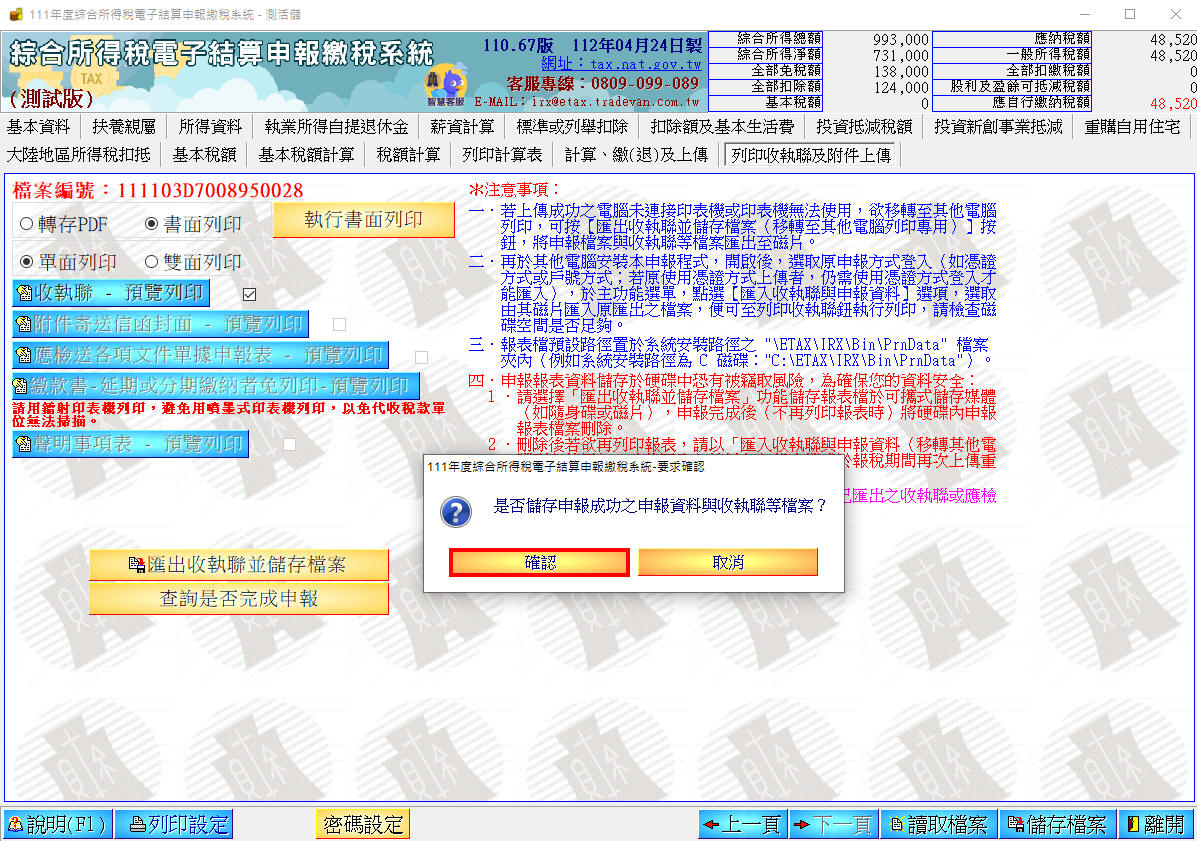 111年度綜合所得稅電子結算申報繳稅系統 - 測活儲
綜合所得稅電子結算申報繳稅系統
(測試版)
TAX
智慧客服
110.67版 112年04月24日製
網址：tax.nat.gov.tw
客服專線：0809-099-089
E-MAIL：irx@etax.tradevan.com.tw
綜合所得總額 993,000 應納稅額 48,520
綜合所得淨額 731,000 一般所得稅額 48,520
全部免稅額 138,000 全部扣繳稅額 0
全部扣除額 124,000 股利及盈餘可抵減稅額 0
基本稅額 0 應自行繳納稅額 48,520
基本資料 扶養親屬 所得資料 執業所得自提退休金 薪資計算 標準或列舉扣除 扣除額及基本生活費 投資抵減稅額 投資新創事業抵減 重購自用住宅
大陸地區所得稅扣抵 基本稅額 基本稅額計算 稅額計算 列印計算表 計算、繳(退)及上傳 列印收執聯及附件上傳
檔案編號：111103D7008950028
轉存PDF 書面列印 執行書面列印
單面列印 雙面列印
收執聯 - 預覽列印
附件寄送信函封面 - 預覽列印
應檢送各項文件單據申報表 - 預覽列印
繳款書-延期或分期繳納者免列印-預覽列印
請用鐳射印表機列印，避免用噴墨式印表機列印，以免代收稅款單
位無法掃描。
聲明事項表 - 預覽列印
匯出收執聯並儲存檔案
查詢是否完成申報
＊注意事項：
一．若上傳成功之電腦未連接印表機或印表機無法使用，欲移轉至其他電腦
列印，可按［匯出收執聯並儲存檔案（移轉至其他電腦列印專用）］按
鈕，將申報檔案與收執聯等檔案匯出至磁片。
二．再於其他電腦安裝本申報程式，開啟後，選取原申報方式登入（如憑證
方式或戶號方式；若原使用憑證方式上傳者，仍需使用憑證方式登入才
能匯入），於主功能選單，點選［匯入收執聯與申報資料］選項，選取
由其磁片匯入原匯出之檔案，便可至列印收執聯鈕執行列印，請檢查磁
碟空間是否足夠。
三．報表檔預設路徑置於系統安裝路徑之 "\ETAX\IRX\Bin\PrnData" 檔案
夾內（例如系統安裝路徑為 C 磁碟："C:\ETAX\IRX\Bin\PrnData"）。
四．申報報表資料儲存於硬碟中恐有被竊取風險，為確保您的資料安全：
1．請選擇「匯出收執聯並儲存檔案」功能儲存報表檔於可攜式儲存媒體
（如隨身碟或磁片），申報完成後（不再列印報表時）將硬碟內申報
報表檔案刪除。
2．刪除後若欲再列印報表，請以「匯入收執聯與申報資料（移轉其他電
於報稅期間再次上傳重
已匯出之收執聯或應檢
111年度綜合所得稅電子結算申報繳稅系統-要求確認
是否儲存申報成功之申報資料與收執聯等檔案？
確認 取消
說明(F1) 列印設定 密碼設定 上一頁 下一頁 讀取檔案 儲存檔案 離開